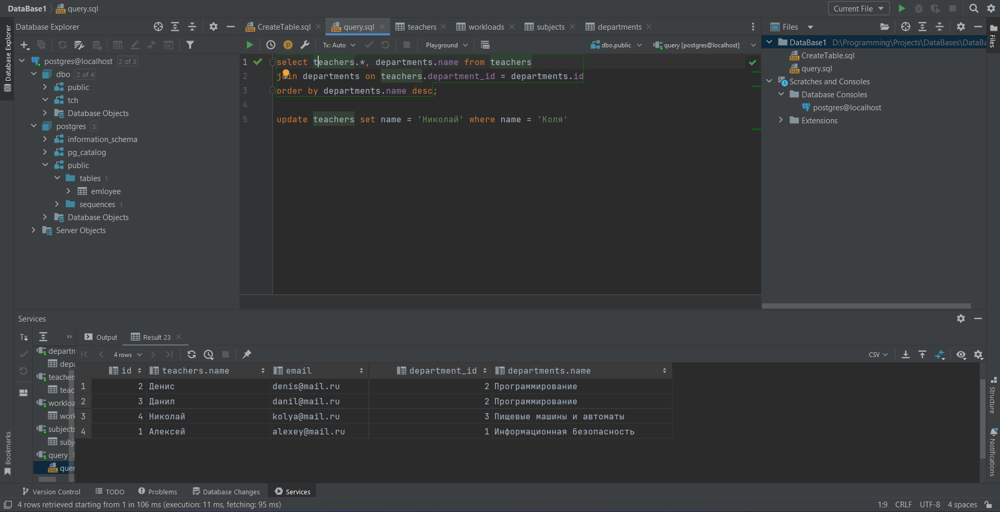 DataBase1
query.sql
Current File
Database Explorer
Database Explorer
CreateTable.sql
query.sql
teachers
workloads
subjects
departments
Files
Files
Tx: Auto
Playground
dbo.public
query [postgres@localhost]
postgres@localhost 2 of 3
dbo 2 of 4
public
tch
Database Objects
postgres 3
information_schema
pg_catalog
public
tables 1
emloyee
sequences 1
Database Objects
Server Objects
1 select teachers.*, departments.name from teachers
2 join departments on teachers.department_id = departments.id
3 order by departments.name desc;
4
5 update teachers set name = 'Николай' where name = 'Коля'
DataBase1 D:\Programming\Projects\DataBases\DataBa
CreateTable.sql
query.sql
Scratches and Consoles
Database Consoles
postgres@localhost
Extensions
Services
Tx
Output
Result 23
4 rows
CSV
departm
depa
teachers
teac
workloa
work
subjects
subj
query 1
quer
id teachers.name email department_id departments.name
1 2 Денис denis@mail.ru 2 Программирование
2 3 Данил danil@mail.ru 2 Программирование
3 4 Николай kolya@mail.ru 3 Пищевые машины и автоматы
4 1 Алексей alexey@mail.ru 1 Информационная безопасность
Bookmarks
Structure
Notifications
Version Control
TODO
Problems
Database Changes
Services
4 rows retrieved starting from 1 in 106 ms (execution: 11 ms, fetching: 95 ms)
1:9 CRLF UTF-8 4 spaces